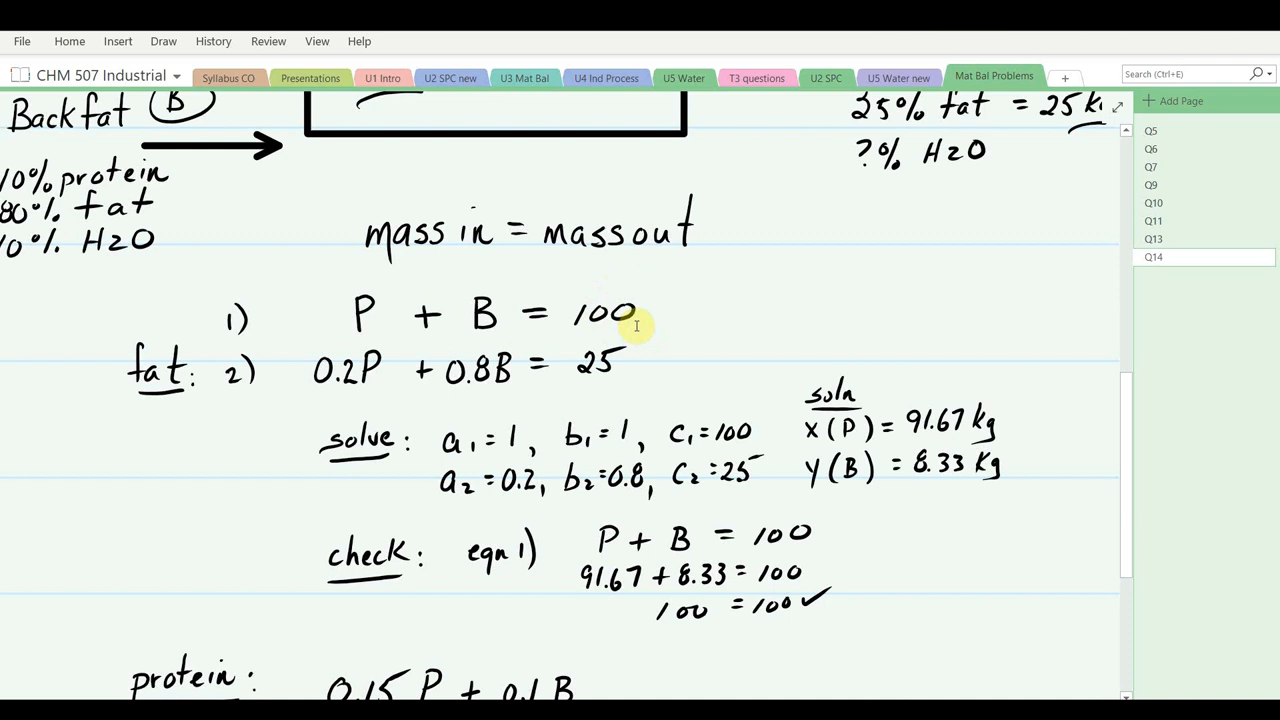 File Home Insert Draw History Review View Help
CHM 507 Industrial Syllabus CO Presentations U1 Intro U2 SPC new U3 Mat Bal U4 Ind Process U5 Water T3 questions U2 SPC U5 Water new Mat Bal Problems + Search (Ctrl+E)
+ Add Page
Q5
Q6
Q7
Q9
Q10
Q11
Q13
Q14
Backfat B
10% protein
80% fat
10% H2O
25% fat = 25
?% H2O
mass in = mass out
1) P + B = 100
fat: 2) 0.2P + 0.8B = 25
solve: a1 = 1, b1 = 1, c1 = 100
a2 = 0.2, b2 = 0.8, c2 = 25
soln
x(P) = 91.67 kg
y(B) = 8.33 kg
check: eqn 1) P + B = 100
91.67 + 8.33 = 100
100 = 100 ✓
protein: 0.15 P + 0.1 B